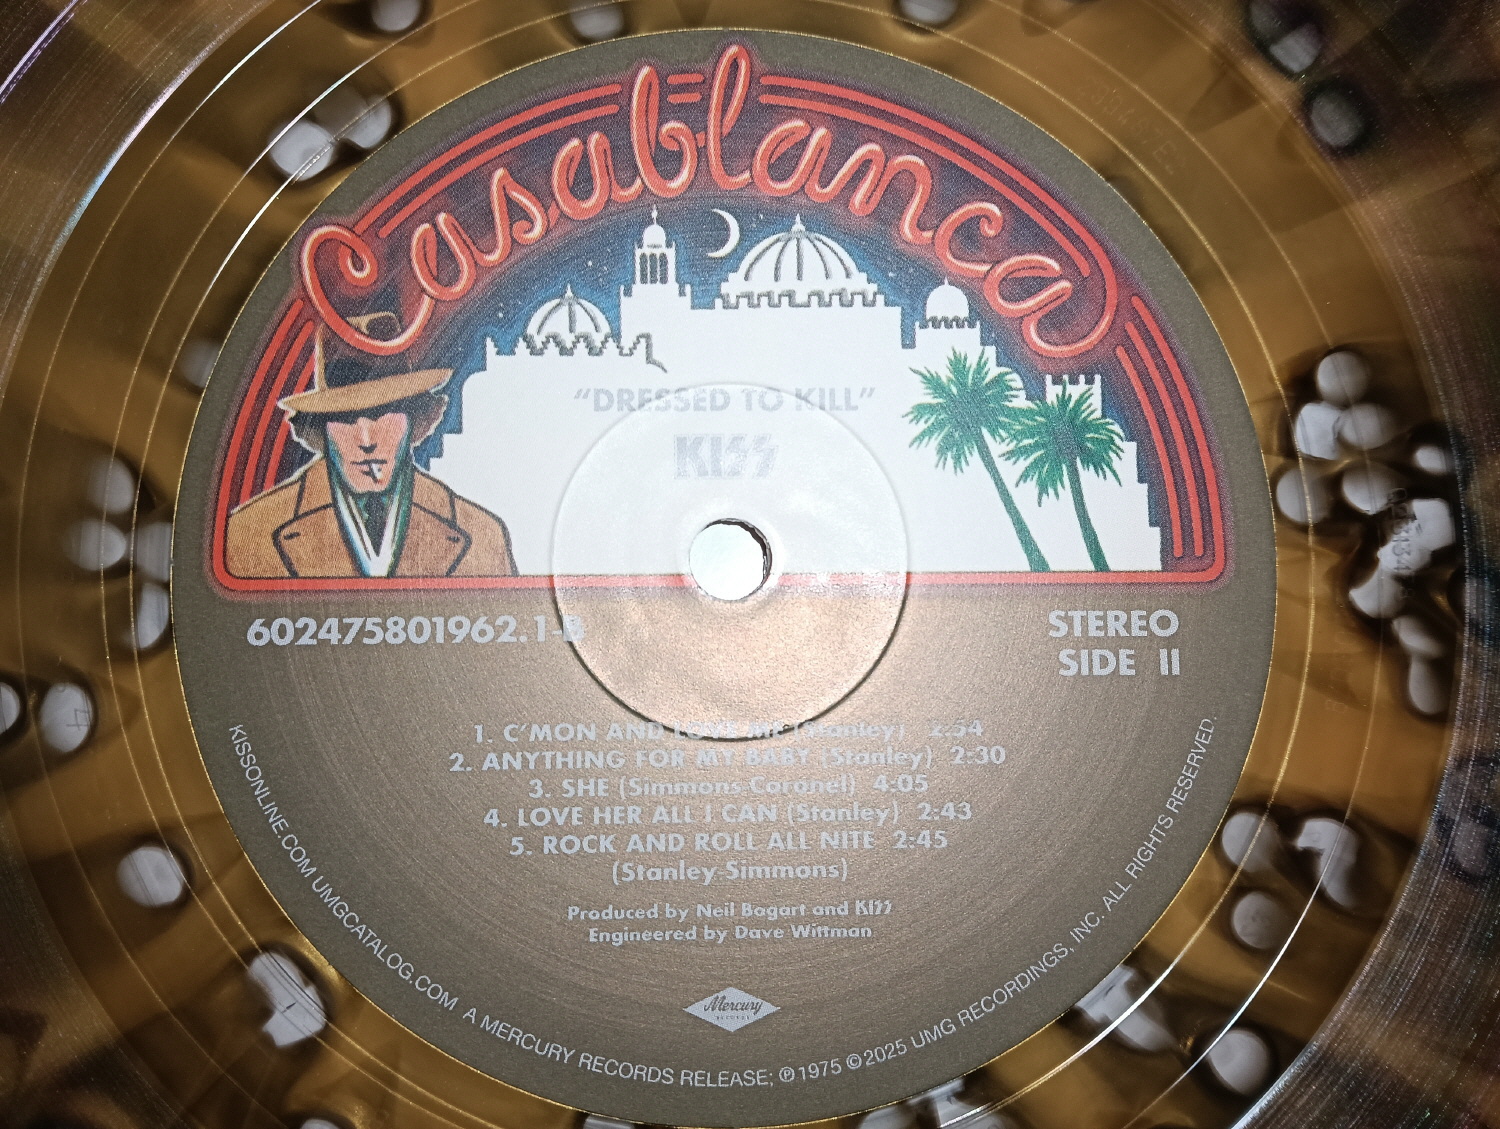 Casablanca
"DRESSED TO KILL"
KISS
602475801962.1-B
STEREO
SIDE II
1. C'MON AND LOVE ME (Stanley) 2:54
2. ANYTHING FOR MY BABY (Stanley) 2:30
3. SHE (Simmons-Coronel) 4:05
4. LOVE HER ALL I CAN (Stanley) 2:43
5. ROCK AND ROLL ALL NITE 2:45
(Stanley-Simmons)
Produced by Neil Bogart and KISS
Engineered by Dave Wittman
Mercury
KISSONLINE.COM UMGCATALOG.COM A MERCURY RECORDS RELEASE; ℗1975 ©2025 UMG RECORDINGS, INC. ALL RIGHTS RESERVED.